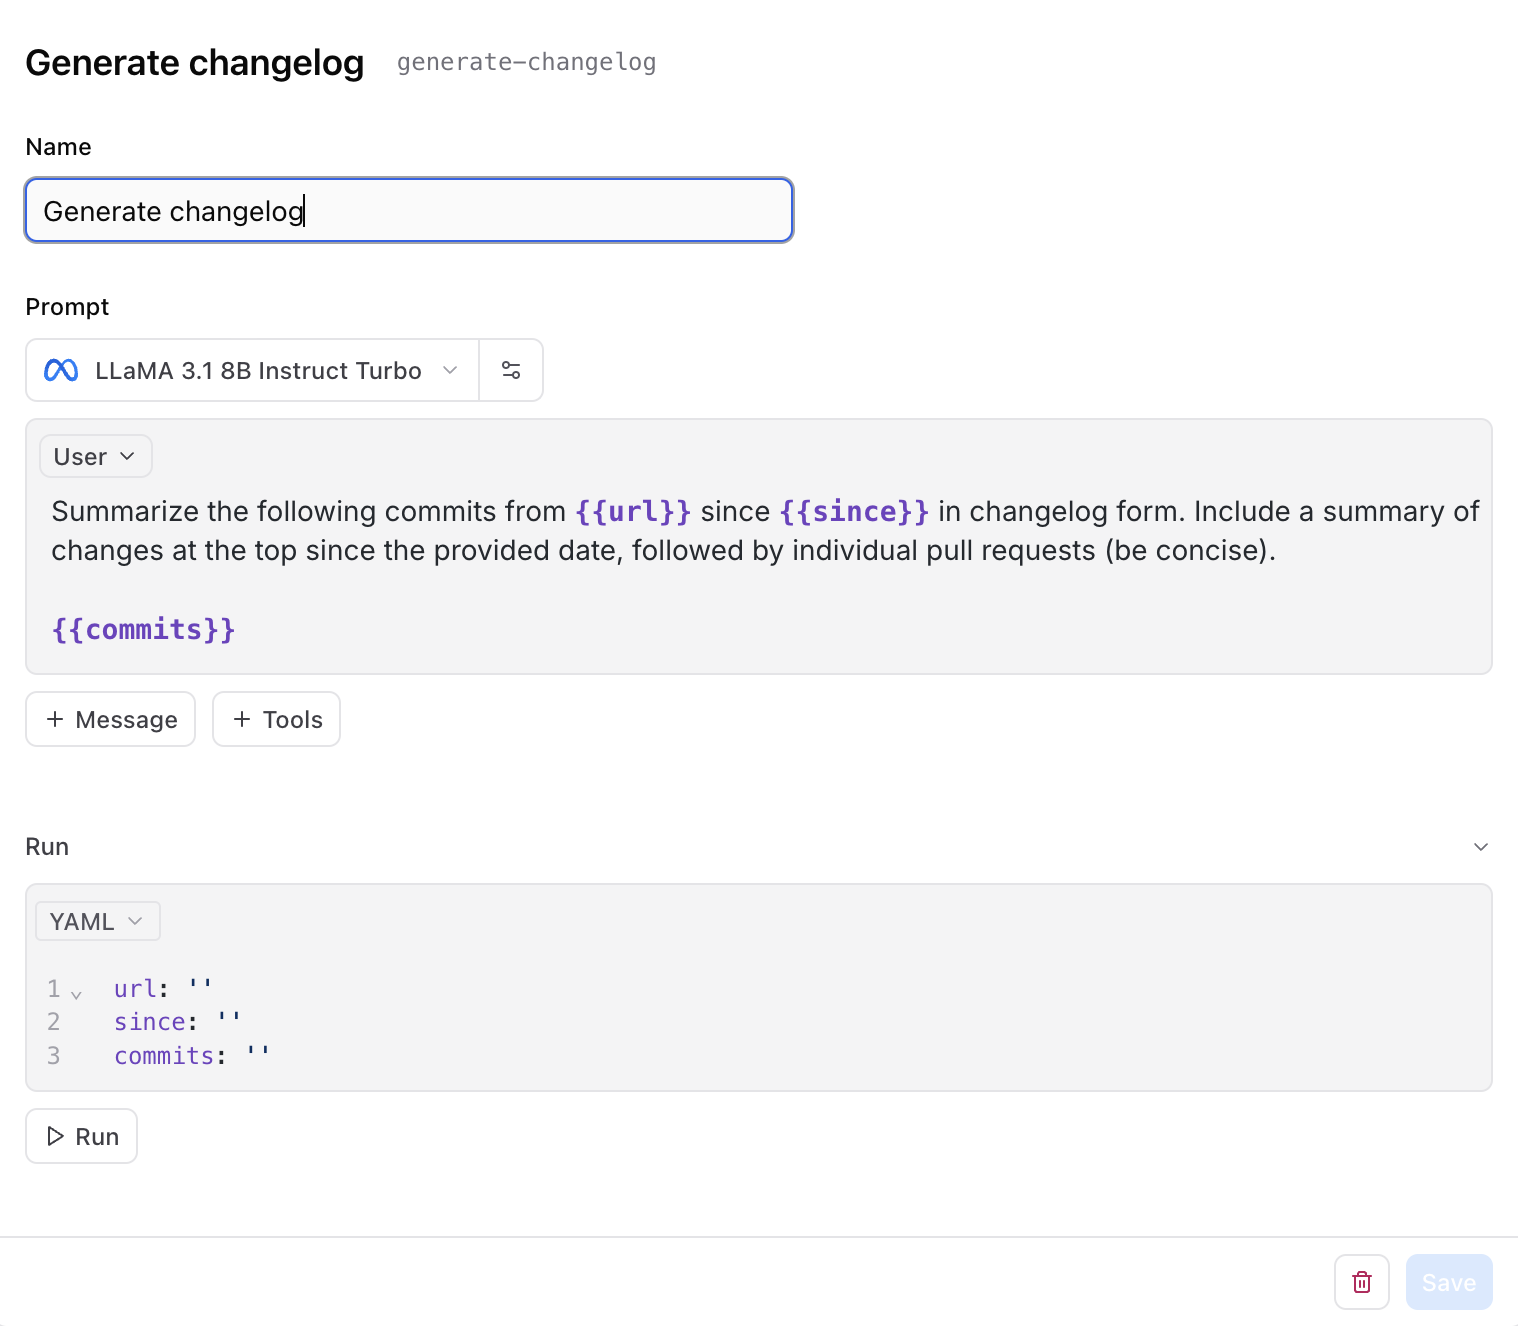 Generate changelog generate-changelog
Name
Generate changelog
Prompt
LLaMA 3.1 8B Instruct Turbo
User
Summarize the following commits from {{url}} since {{since}} in changelog form. Include a summary of
changes at the top since the provided date, followed by individual pull requests (be concise).
{{commits}}
+ Message + Tools
Run
YAML
1 url: ''
2 since: ''
3 commits: ''
Run
Save